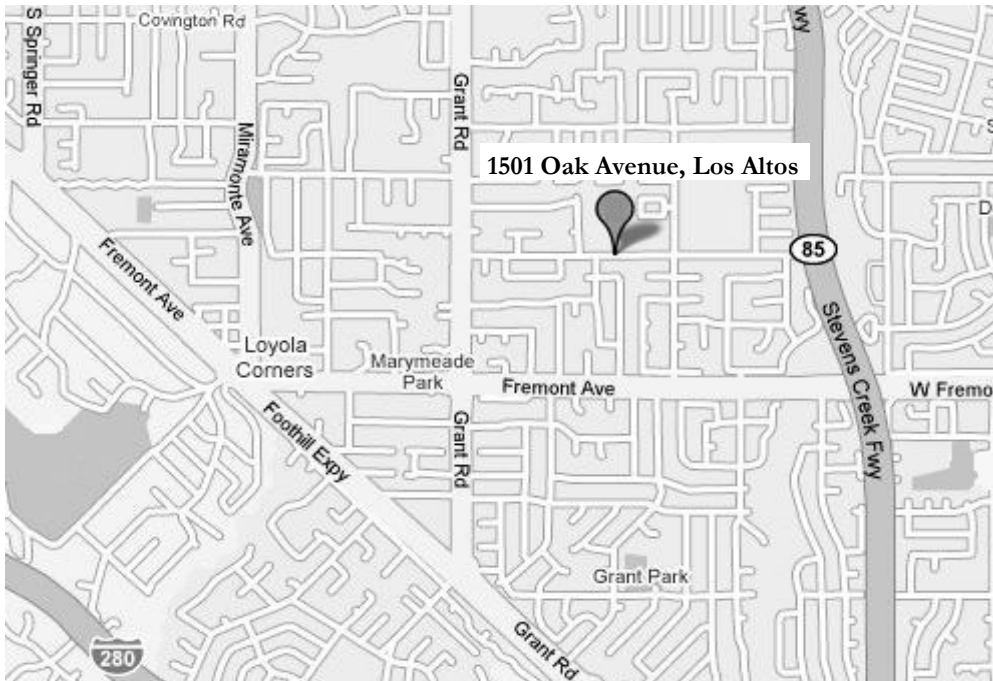 Covington Rd
S Springer Rd
Grant Rd
wy
Miramonte Ave
1501 Oak Avenue, Los Altos
S
D
Fremont Ave
85
Stevens Creek Fwy
Loyola
Corners
Marymeade
Park
Fremont Ave
W Fremo
Foothill Expy
Grant Rd
Grant Park
Grant Rd
280